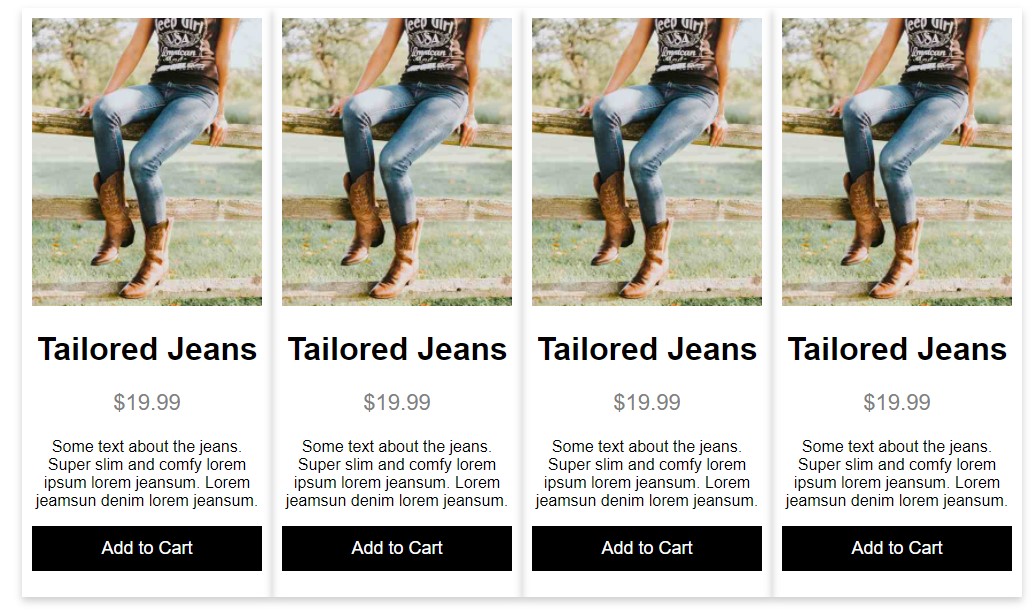 Jeep Girl
USA
Jeep Girl
USA
Jeep Girl
USA
Jeep Girl
USA
Tailored Jeans
Tailored Jeans
Tailored Jeans
Tailored Jeans
$19.99
$19.99
$19.99
$19.99
Some text about the jeans.
Super slim and comfy lorem
ipsum lorem jeansum. Lorem
jeamsun denim lorem jeansum.
Some text about the jeans.
Super slim and comfy lorem
ipsum lorem jeansum. Lorem
jeamsun denim lorem jeansum.
Some text about the jeans.
Super slim and comfy lorem
ipsum lorem jeansum. Lorem
jeamsun denim lorem jeansum.
Some text about the jeans.
Super slim and comfy lorem
ipsum lorem jeansum. Lorem
jeamsun denim lorem jeansum.
Add to Cart
Add to Cart
Add to Cart
Add to Cart